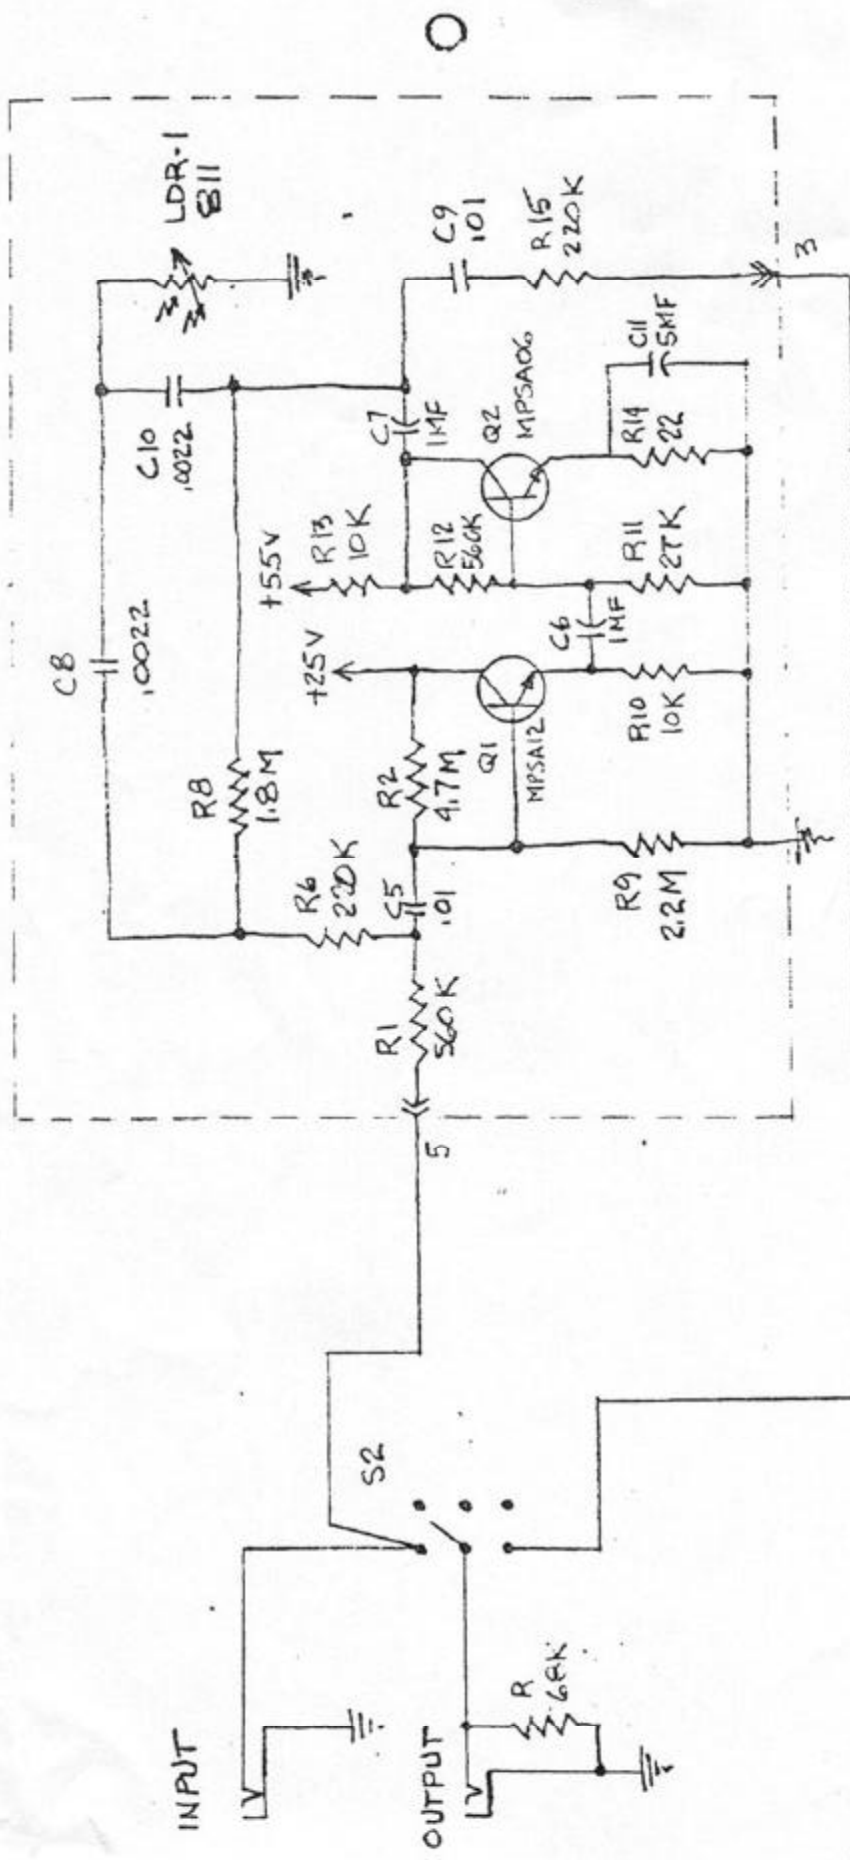 INPUT
OUTPUT
R
68K
S2
5
R1
560K
C8
.0022
R8
1.8M
R6
220K
C5
.01
R2
4.7M
+25V
Q1
MPSA12
R9
2.2M
R10
10K
C6
1MF
+55V
R13
10K
R12
560K
R11
27K
C10
.0022
C7
1MF
Q2
MPSA06
R14
22
C11
5MF
LDR-1
811
C9
.01
R15
220K
3